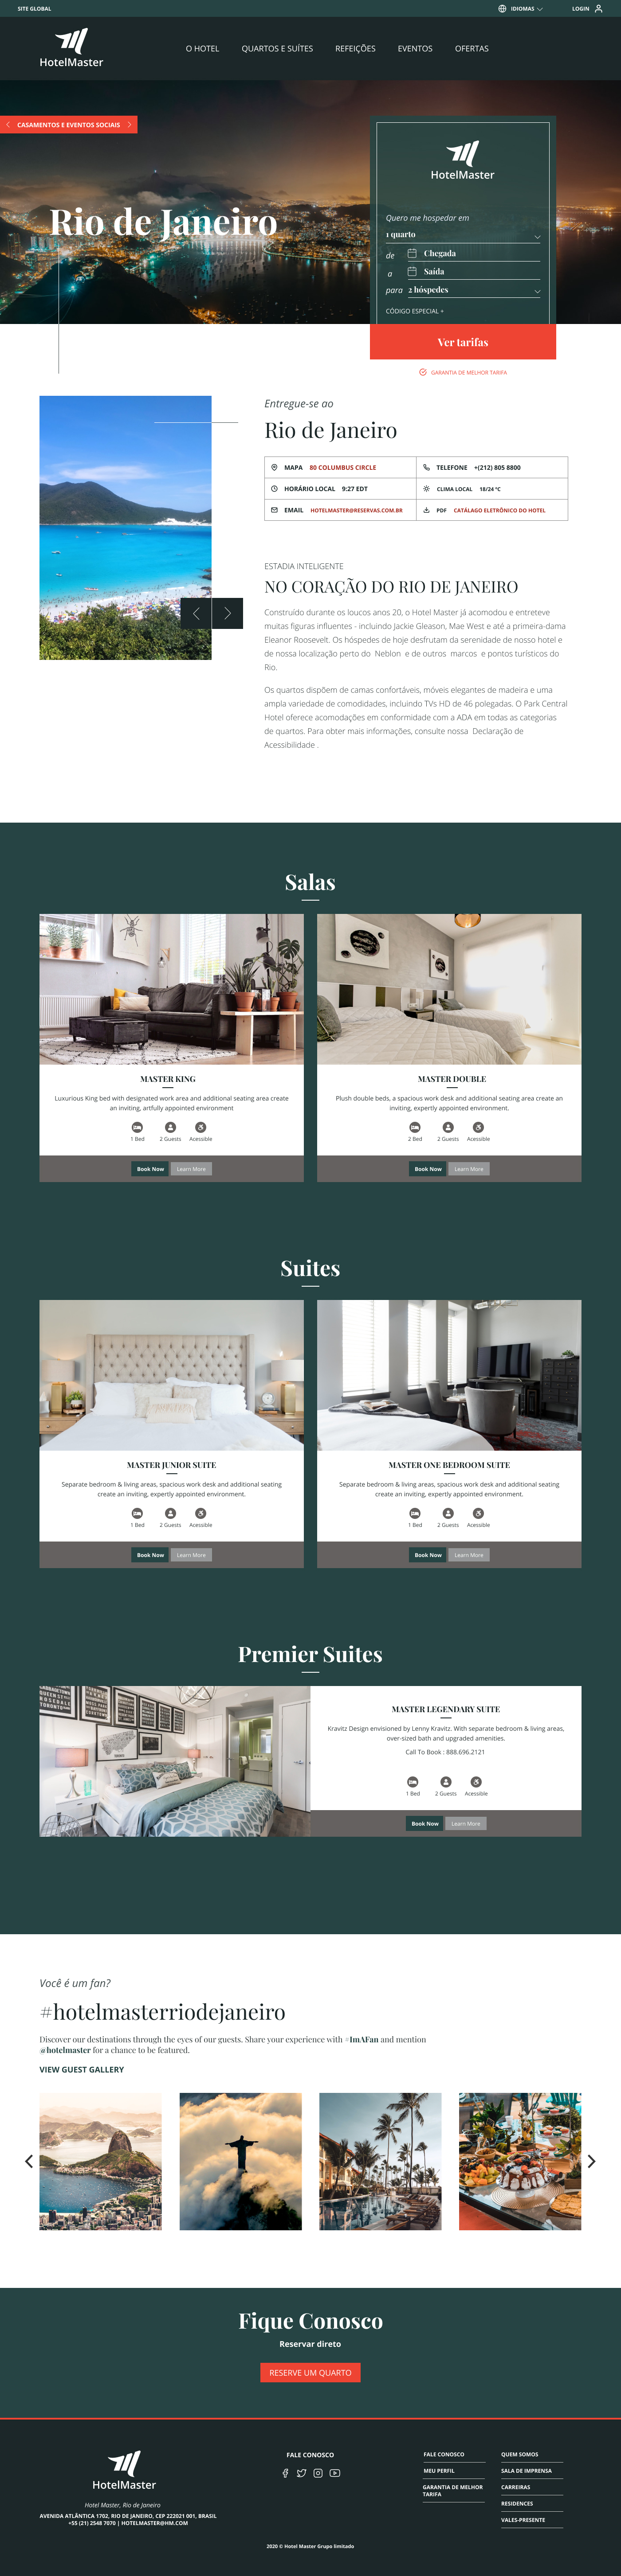 SITE GLOBAL
IDIOMAS
LOGIN
HotelMaster
O HOTEL
QUARTOS E SUÍTES
REFEIÇÕES
EVENTOS
OFERTAS
CASAMENTOS E EVENTOS SOCIAIS
Rio de Janeiro
HotelMaster
Quero me hospedar em
1 quarto
de Chegada
a Saída
para 2 hóspedes
CÓDIGO ESPECIAL +
Ver tarifas
GARANTIA DE MELHOR TARIFA
Entregue-se ao
Rio de Janeiro
MAPA 80 COLUMBUS CIRCLE
TELEFONE +(212) 805 8800
HORÁRIO LOCAL 9:27 EDT
CLIMA LOCAL 18/24 ºC
EMAIL HOTELMASTER@RESERVAS.COM.BR
PDF CATÁLAGO ELETRÔNICO DO HOTEL
ESTADIA INTELIGENTE
NO CORAÇÃO DO RIO DE JANEIRO
Construído durante os loucos anos 20, o Hotel Master já acomodou e entreteve
muitas figuras influentes - incluindo Jackie Gleason, Mae West e até a primeira-dama
Eleanor Roosevelt. Os hóspedes de hoje desfrutam da serenidade de nosso hotel e
de nossa localização perto do Neblon e de outros marcos e pontos turísticos do
Rio.
Os quartos dispõem de camas confortáveis, móveis elegantes de madeira e uma
ampla variedade de comodidades, incluindo TVs HD de 46 polegadas. O Park Central
Hotel oferece acomodações em conformidade com a ADA em todas as categorias
de quartos. Para obter mais informações, consulte nossa Declaração de
Acessibilidade .
Salas
MASTER KING
Luxurious King bed with designated work area and additional seating area create
an inviting, artfully appointed environment
1 Bed
2 Guests
Acessible
Book Now
Learn More
MASTER DOUBLE
Plush double beds, a spacious work desk and additional seating area create an
inviting, expertly appointed environment.
2 Bed
2 Guests
Acessible
Book Now
Learn More
Suites
MASTER JUNIOR SUITE
Separate bedroom & living areas, spacious work desk and additional seating
create an inviting, expertly appointed environment.
1 Bed
2 Guests
Acessible
Book Now
Learn More
MASTER ONE BEDROOM SUITE
Separate bedroom & living areas, spacious work desk and additional seating
create an inviting, expertly appointed environment.
1 Bed
2 Guests
Acessible
Book Now
Learn More
Premier Suites
MASTER LEGENDARY SUITE
Kravitz Design envisioned by Lenny Kravitz. With separate bedroom & living areas,
over-sized bath and upgraded amenities.
Call To Book : 888.696.2121
1 Bed
2 Guests
Acessible
Book Now
Learn More
Você é um fan?
#hotelmasterriodejaneiro
Discover our destinations through the eyes of our guests. Share your experience with #ImAFan and mention
@hotelmaster for a chance to be featured.
VIEW GUEST GALLERY
Fique Conosco
Reservar direto
RESERVE UM QUARTO
HotelMaster
Hotel Master, Rio de Janeiro
AVENIDA ATLÂNTICA 1702, RIO DE JANEIRO, CEP 222021 001, BRASIL
+55 (21) 2548 7070 | HOTELMASTER@HM.COM
FALE CONOSCO
FALE CONOSCO
MEU PERFIL
GARANTIA DE MELHOR
TARIFA
QUEM SOMOS
SALA DE IMPRENSA
CARREIRAS
RESIDENCES
VALES-PRESENTE
2020 © Hotel Master Grupo limitado